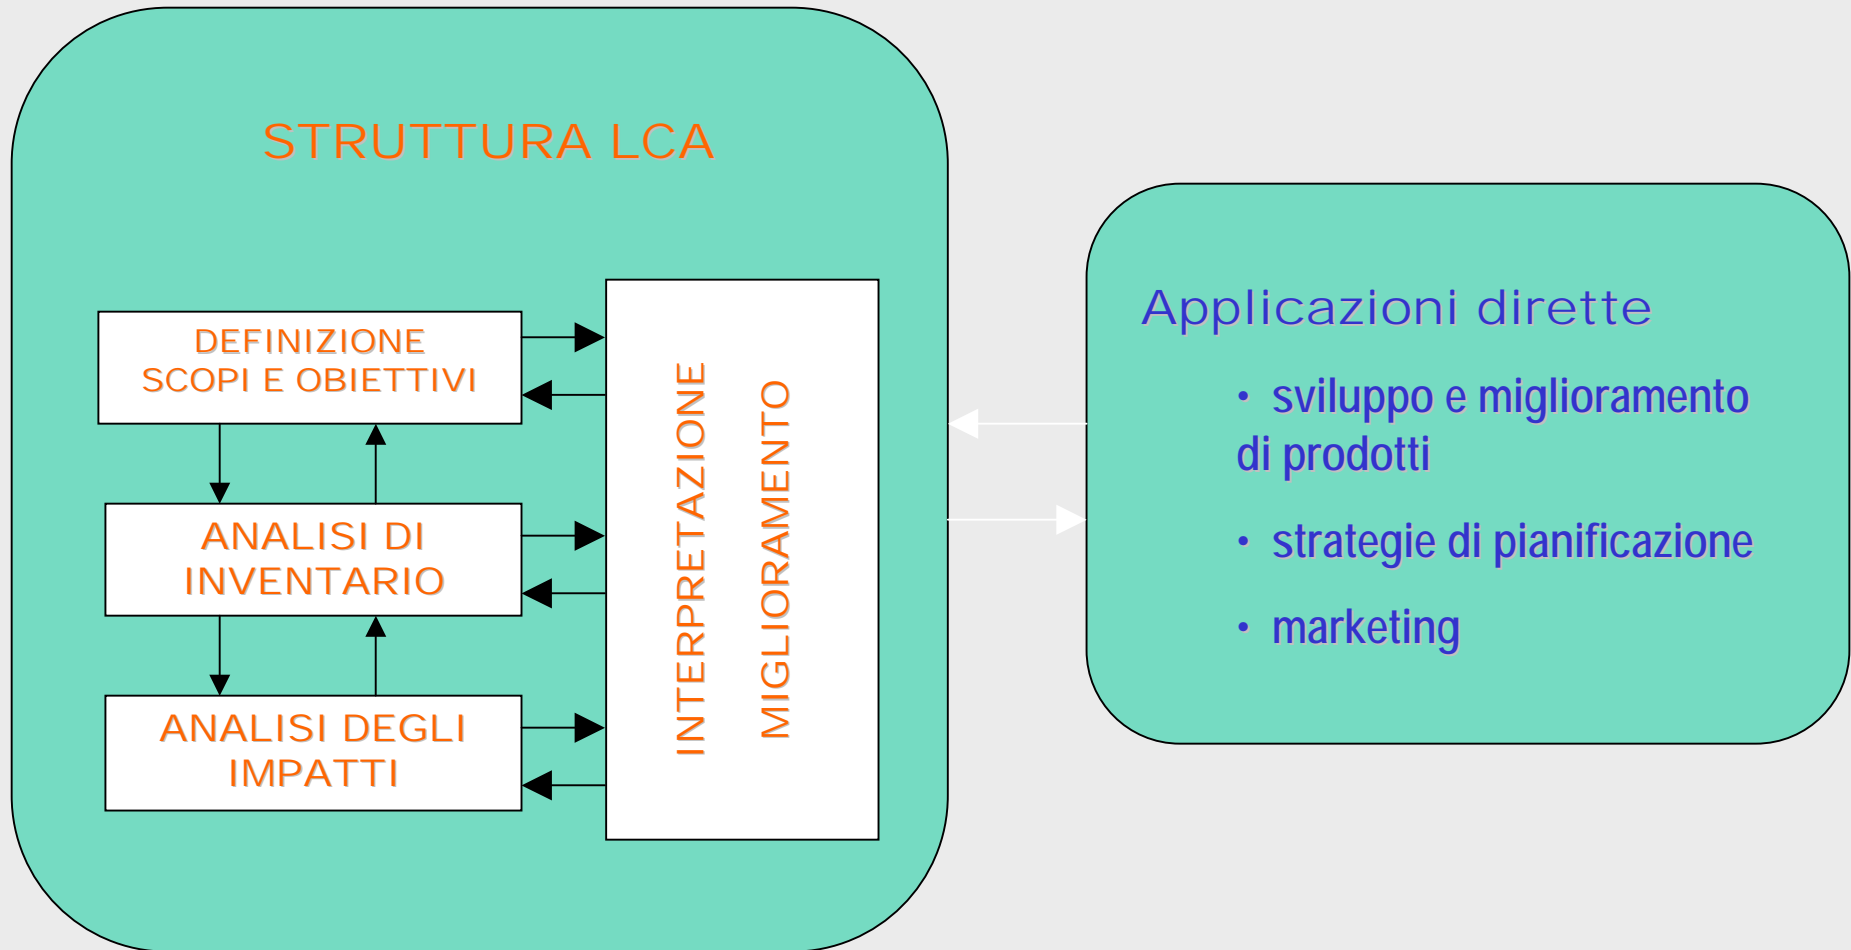 STRUTTURA LCA
DEFINIZIONE
SCOPI E OBIETTIVI
ANALISI DI
INVENTARIO
ANALISI DEGLI
IMPATTI
INTERPRETAZIONE
MIGLIORAMENTO
Applicazioni dirette
• sviluppo e miglioramento
di prodotti
• strategie di pianificazione
• marketing